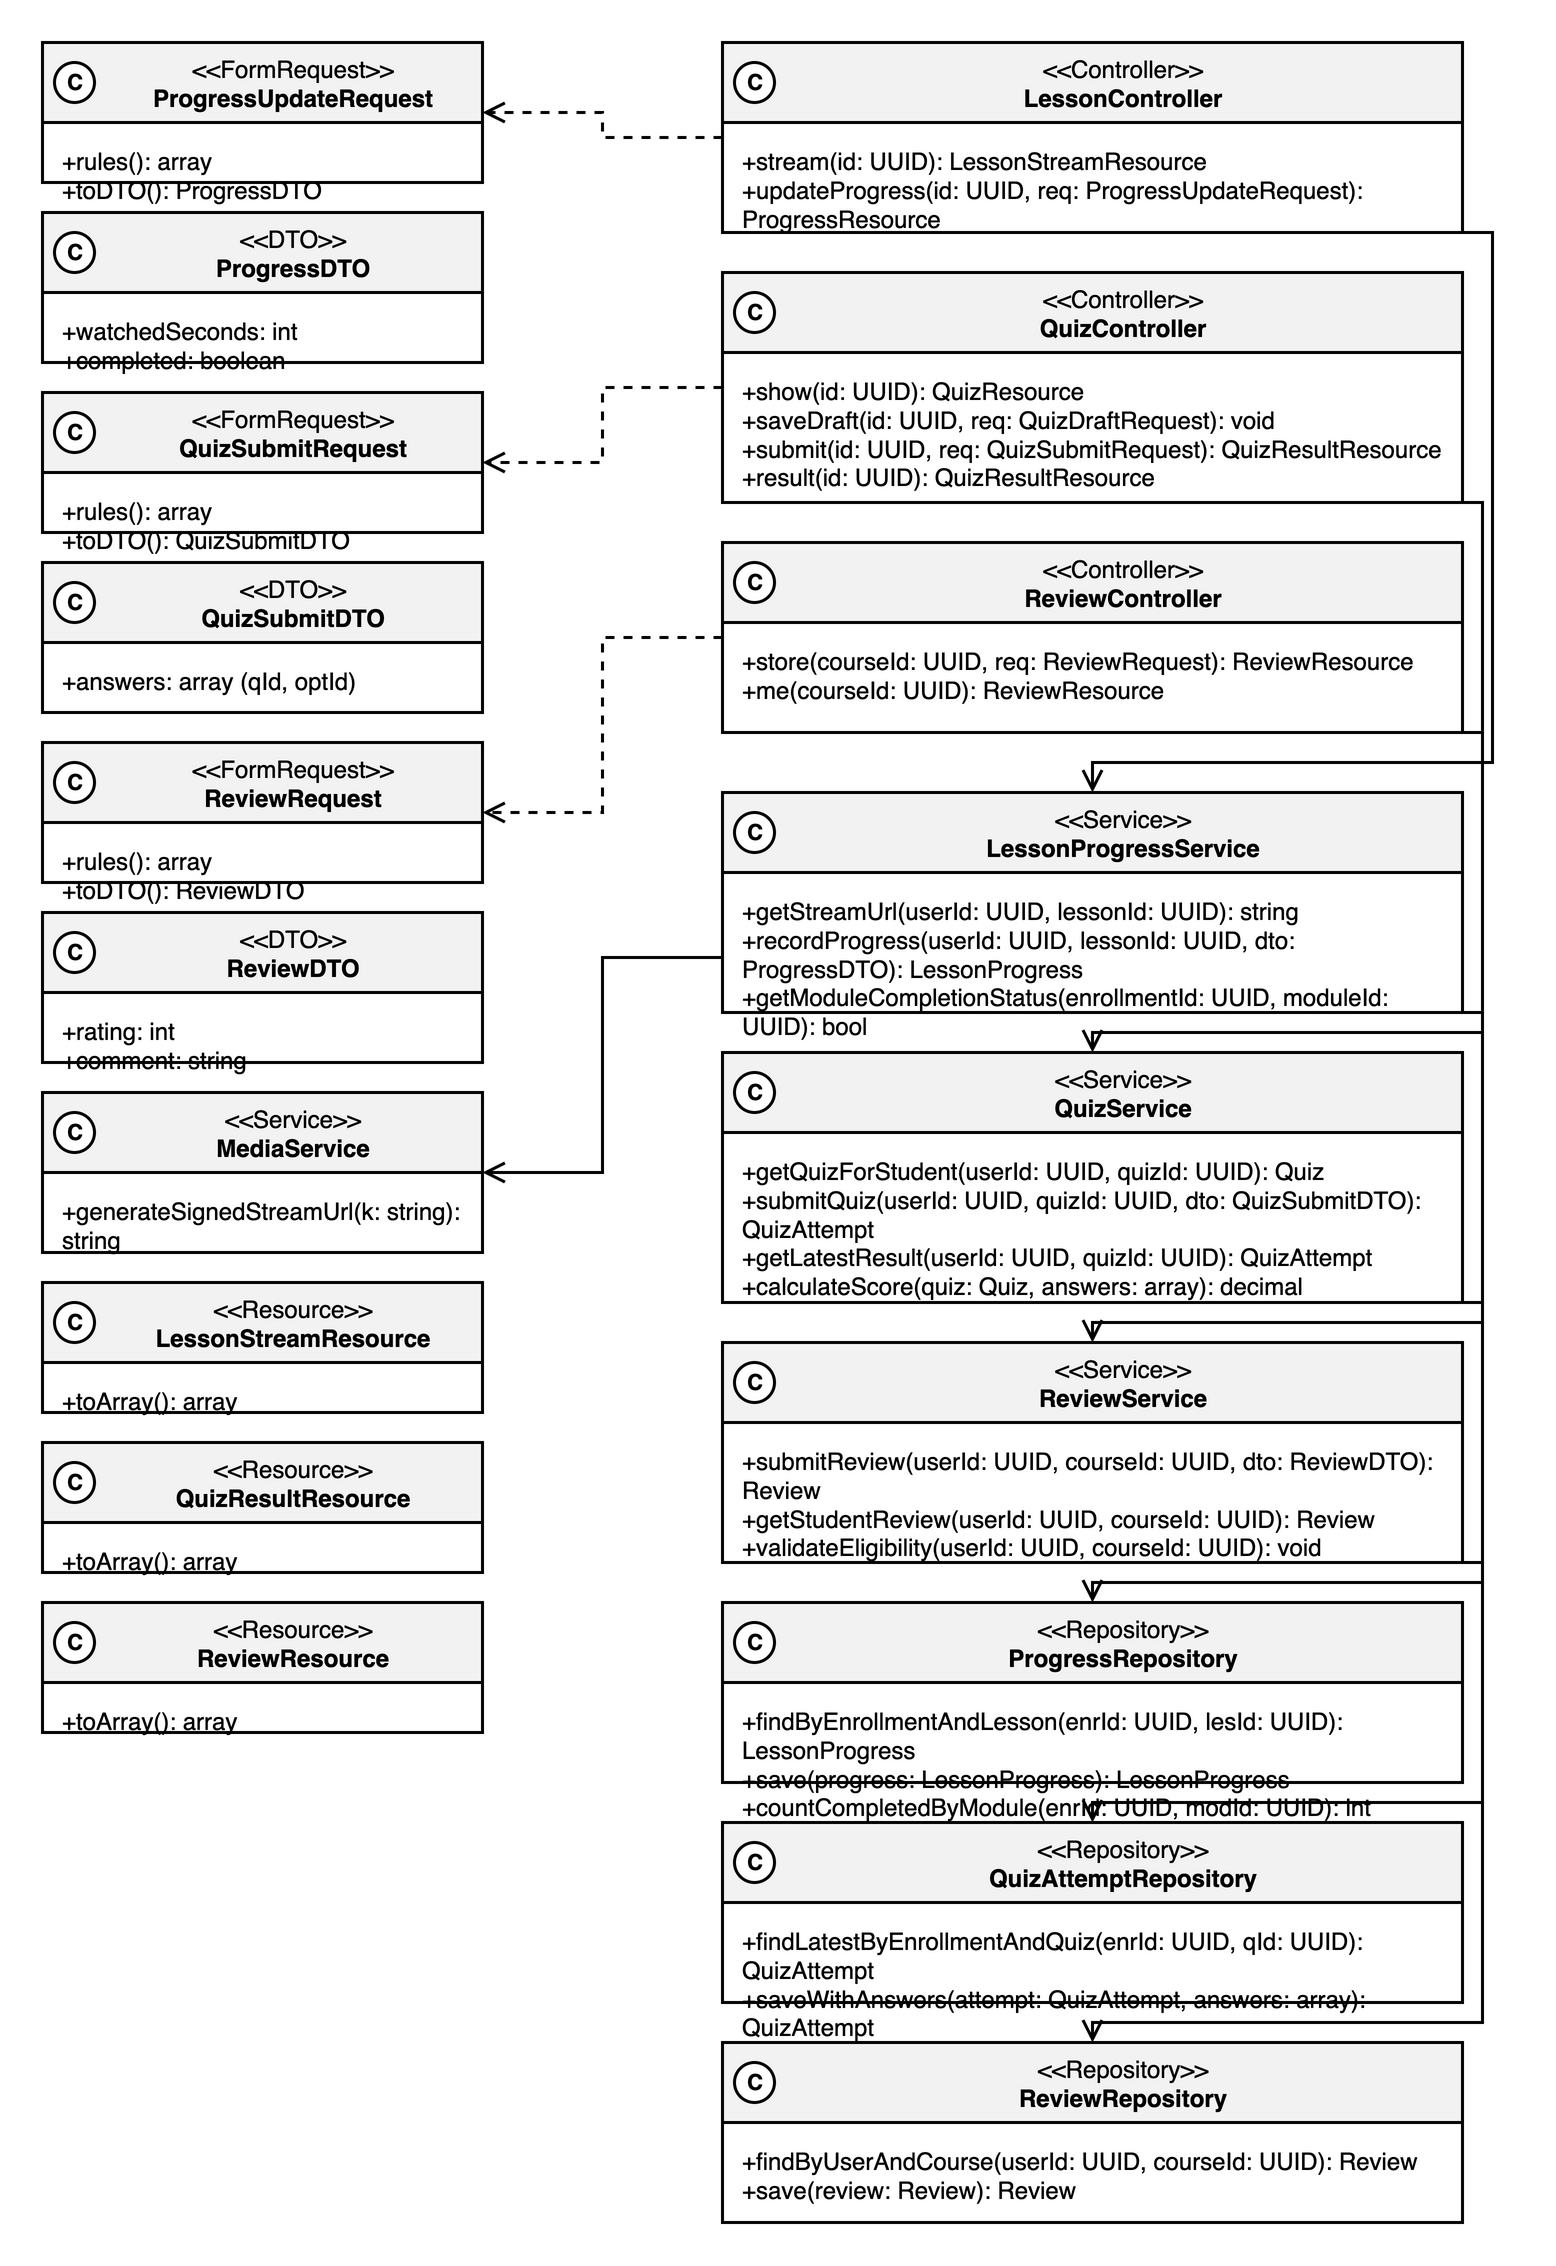 C
<<FormRequest>>
ProgressUpdateRequest
+rules(): array
+toDTO(): ProgressDTO
C
<<DTO>>
ProgressDTO
+watchedSeconds: int
+completed: boolean
C
<<FormRequest>>
QuizSubmitRequest
+rules(): array
+toDTO(): QuizSubmitDTO
C
<<DTO>>
QuizSubmitDTO
+answers: array (qId, optId)
C
<<FormRequest>>
ReviewRequest
+rules(): array
+toDTO(): ReviewDTO
C
<<DTO>>
ReviewDTO
+rating: int
+comment: string
C
<<Service>>
MediaService
+generateSignedStreamUrl(k: string):
string
C
<<Resource>>
LessonStreamResource
+toArray(): array
C
<<Resource>>
QuizResultResource
+toArray(): array
C
<<Resource>>
ReviewResource
+toArray(): array
C
<<Controller>>
LessonController
+stream(id: UUID): LessonStreamResource
+updateProgress(id: UUID, req: ProgressUpdateRequest):
ProgressResource
C
<<Controller>>
QuizController
+show(id: UUID): QuizResource
+saveDraft(id: UUID, req: QuizDraftRequest): void
+submit(id: UUID, req: QuizSubmitRequest): QuizResultResource
+result(id: UUID): QuizResultResource
C
<<Controller>>
ReviewController
+store(courseId: UUID, req: ReviewRequest): ReviewResource
+me(courseId: UUID): ReviewResource
C
<<Service>>
LessonProgressService
+getStreamUrl(userId: UUID, lessonId: UUID): string
+recordProgress(userId: UUID, lessonId: UUID, dto:
ProgressDTO): LessonProgress
+getModuleCompletionStatus(enrollmentId: UUID, moduleId:
UUID): bool
C
<<Service>>
QuizService
+getQuizForStudent(userId: UUID, quizId: UUID): Quiz
+submitQuiz(userId: UUID, quizId: UUID, dto: QuizSubmitDTO):
QuizAttempt
+getLatestResult(userId: UUID, quizId: UUID): QuizAttempt
+calculateScore(quiz: Quiz, answers: array): decimal
C
<<Service>>
ReviewService
+submitReview(userId: UUID, courseId: UUID, dto: ReviewDTO):
Review
+getStudentReview(userId: UUID, courseId: UUID): Review
+validateEligibility(userId: UUID, courseId: UUID): void
C
<<Repository>>
ProgressRepository
+findByEnrollmentAndLesson(enrId: UUID, lesId: UUID):
LessonProgress
+save(progress: LessonProgress): LessonProgress
+countCompletedByModule(enrId: UUID, modId: UUID): int
C
<<Repository>>
QuizAttemptRepository
+findLatestByEnrollmentAndQuiz(enrId: UUID, qId: UUID):
QuizAttempt
+saveWithAnswers(attempt: QuizAttempt, answers: array):
QuizAttempt
C
<<Repository>>
ReviewRepository
+findByUserAndCourse(userId: UUID, courseId: UUID): Review
+save(review: Review): Review